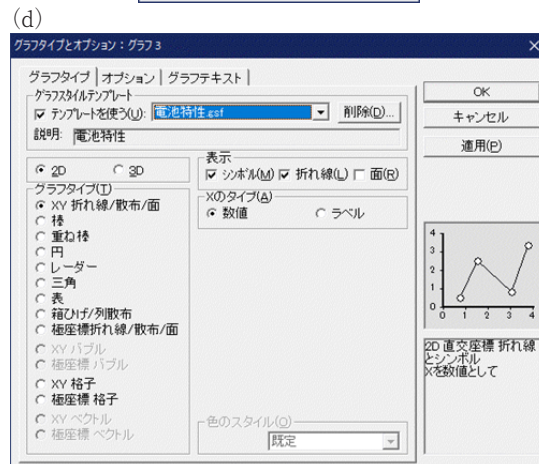 (d)
グラフタイプとオプション：グラフ3
グラフタイプ オプション グラフテキスト
グラフスタイルテンプレート
テンプレートを使う(U): 電池特性.gsf 削除(D)...
説明: 電池特性
OK
キャンセル
適用(P)
2D 3D
表示
シンボル(M) 折れ線(L) 面(R)
グラフタイプ(T)
XY 折れ線/散布/面
棒
重ね棒
円
レーダー
三角
表
箱ひげ/列散布
極座標折れ線/散布/面
XY バブル
極座標 バブル
XY 格子
極座標 格子
XY ベクトル
極座標 ベクトル
Xのタイプ(A)
数値 ラベル
色のスタイル(O)
既定
4
3
2
1
0
0 1 2 3 4
2D 直交座標 折れ線
とシンボル
Xを数値として